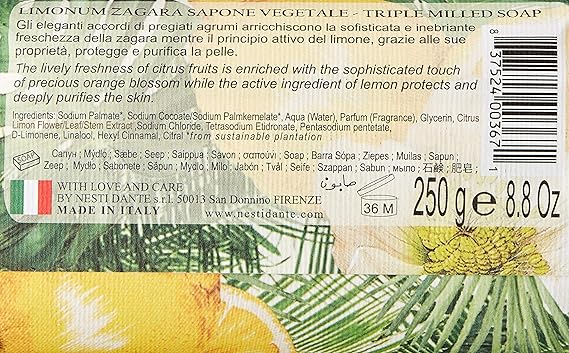 LIMONUM ZAGARA SAPONE VEGETALE - TRIPLE MILLED SOAP
Gli eleganti accordi di pregiati agrumi arricchiscono la sofisticata e inebriante
freschezza della zagara mentre il principio attivo del limone, grazie alle sue
proprietà, protegge e purifica la pelle.
The lively freshness of citrus fruits is enriched with the sophisticated touch
of precious orange blossom while the active ingredient of lemon protects and
deeply purifies the skin.
Ingredients: Sodium Palmate*, Sodium Cocoate/Sodium Palmkernelate*, Aqua (Water), Parfum (Fragrance), Glycerin, Citrus
Limon Flower/Leaf/Stem Extract, Sodium Chloride, Tetrasodium Etidronate, Pentasodium pentetate,
D-Limonene, Linalool, Hexyl Cinnamal, Citral *from sustainable plantation
SOAP Сапун ; Mýdlo ; Sæbe ; Seep ; Saippua ; Savon ; σαπούνι ; Soap ; Barra Sópa ; Ziepes ; Muilas ; Sapun ;
Zeep ; Mydło ; Sabonete ; Săpun ; Mydlo ; Milo ; Jabón ; Tvål ; Seife ; Szappan ; Sabun ; мыло ; 石鹸 ; 肥皂 ;
صابون
WITH LOVE AND CARE
BY NESTI DANTE s.r.l. 50013 San Donnino FIRENZE
MADE IN ITALY www.nestidante.com
36 M
250 g e 8.8 Oz
8 37524 00367 1